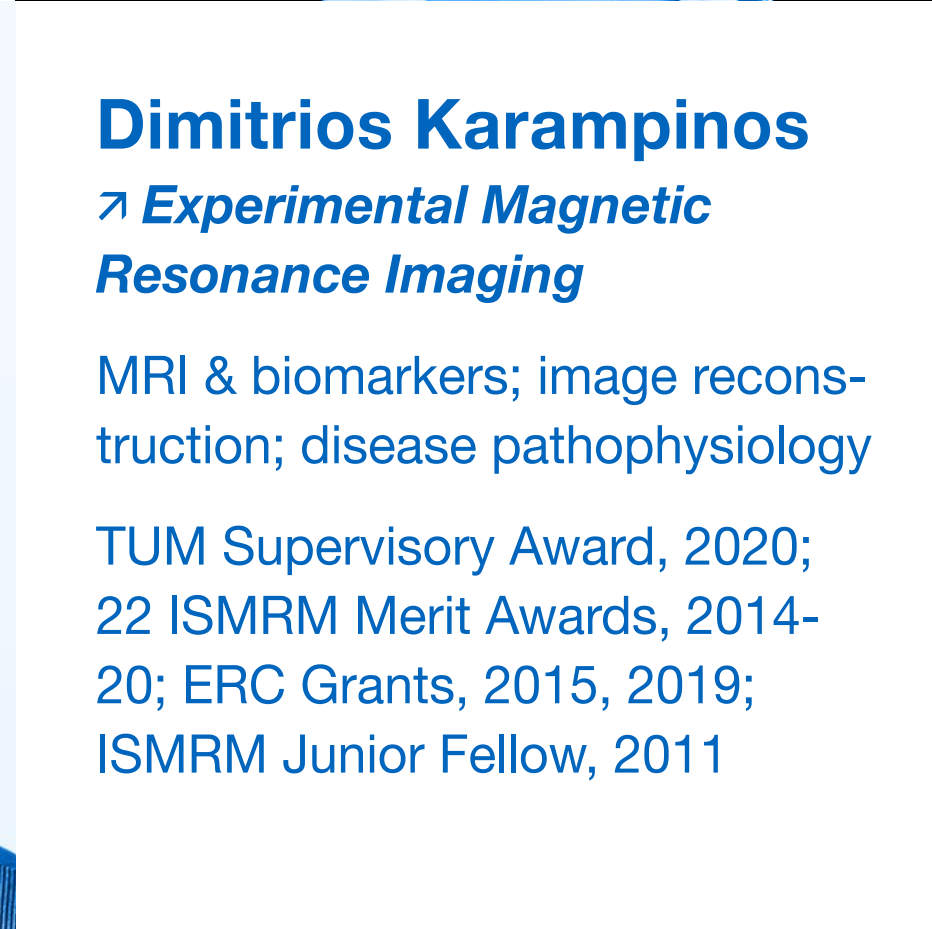 Dimitrios Karampinos
↗ Experimental Magnetic
Resonance Imaging
MRI & biomarkers; image recons-
truction; disease pathophysiology
TUM Supervisory Award, 2020;
22 ISMRM Merit Awards, 2014-
20; ERC Grants, 2015, 2019;
ISMRM Junior Fellow, 2011